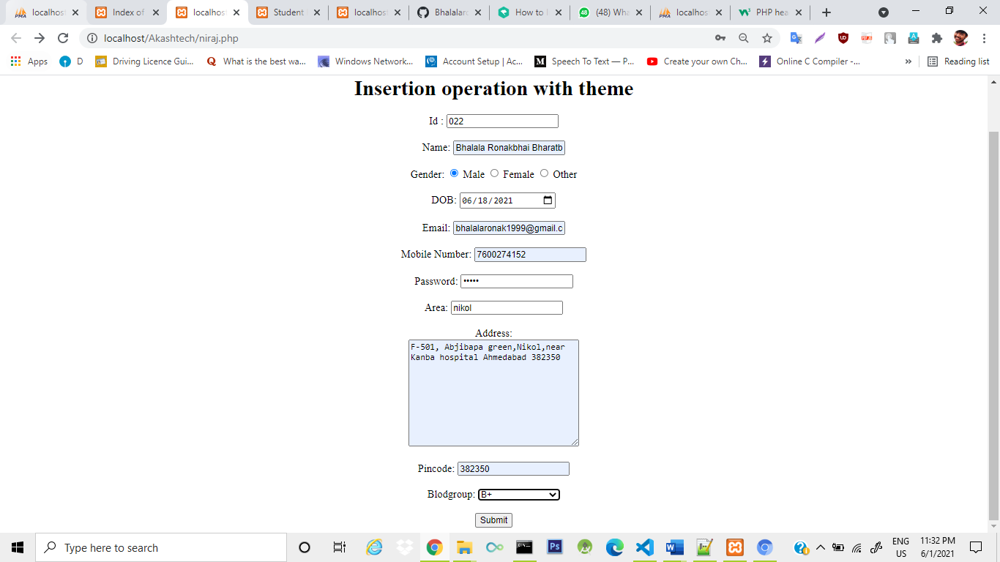 localhost
Index of
localhos
Student
localhos
Bhalalar
How to
(48) Wha
localhos
PHP hea
localhost/Akashtech/niraj.php
Apps
D
Driving Licence Gui...
What is the best wa...
Windows Network...
Account Setup | Ac...
Speech To Text — P...
Create your own Ch...
Online C Compiler -...
»
Reading list
Insertion operation with theme
Id : 022
Name: Bhalala Ronakbhai Bharatb
Gender: Male Female Other
DOB: 06/18/2021
Email: bhalalaronak1999@gmail.c
Mobile Number: 7600274152
Password: •••••
Area: nikol
Address:
F-501, Abjibapa green,Nikol,near
Kanba hospital Ahmedabad 382350
Pincode: 382350
Blodgroup: B+
Submit
Type here to search
ENG
US
11:32 PM
6/1/2021